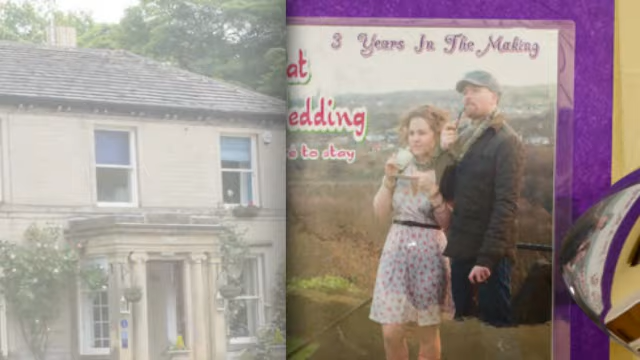 3 Years In The Making
at
edding
e to stay "